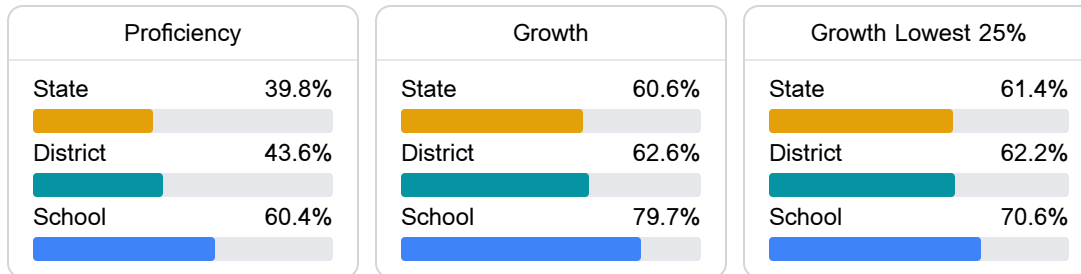 Proficiency
State 39.8%
District 43.6%
School 60.4%
Growth
State 60.6%
District 62.6%
School 79.7%
Growth Lowest 25%
State 61.4%
District 62.2%
School 70.6%